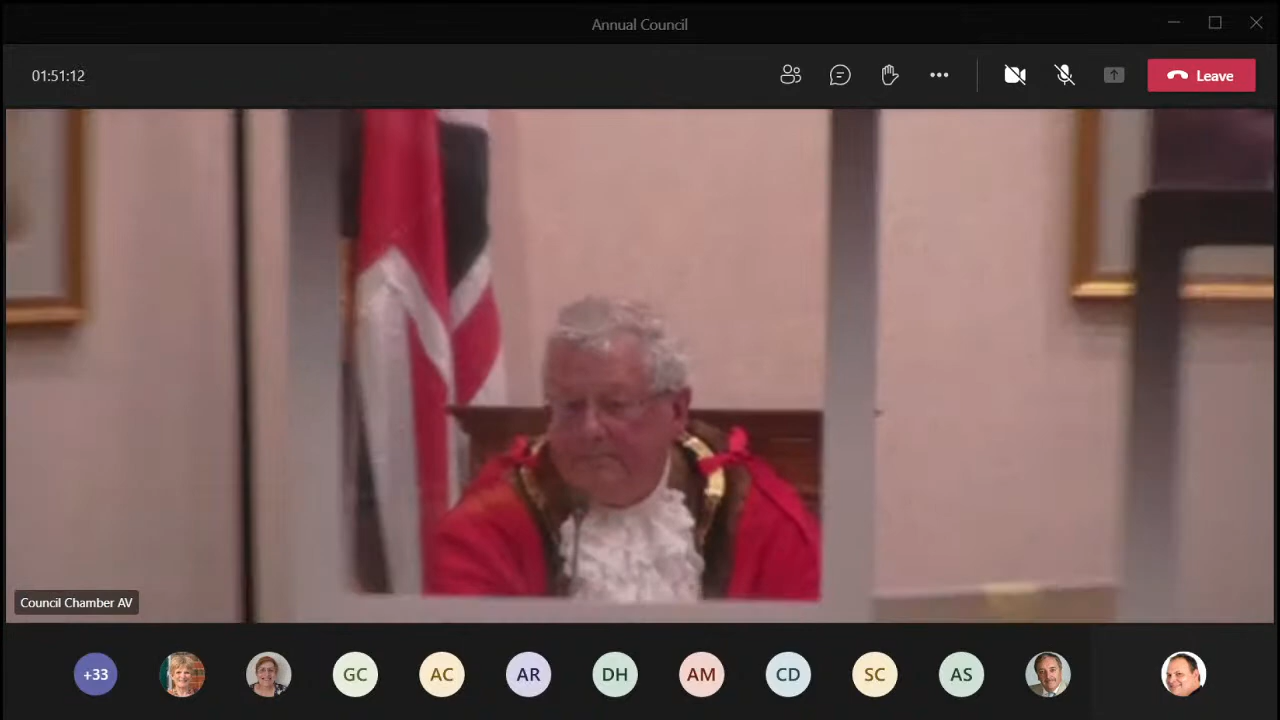 Annual Council
01:51:12
Leave
Council Chamber AV
+33
GC
AC
AR
DH
AM
CD
SC
AS